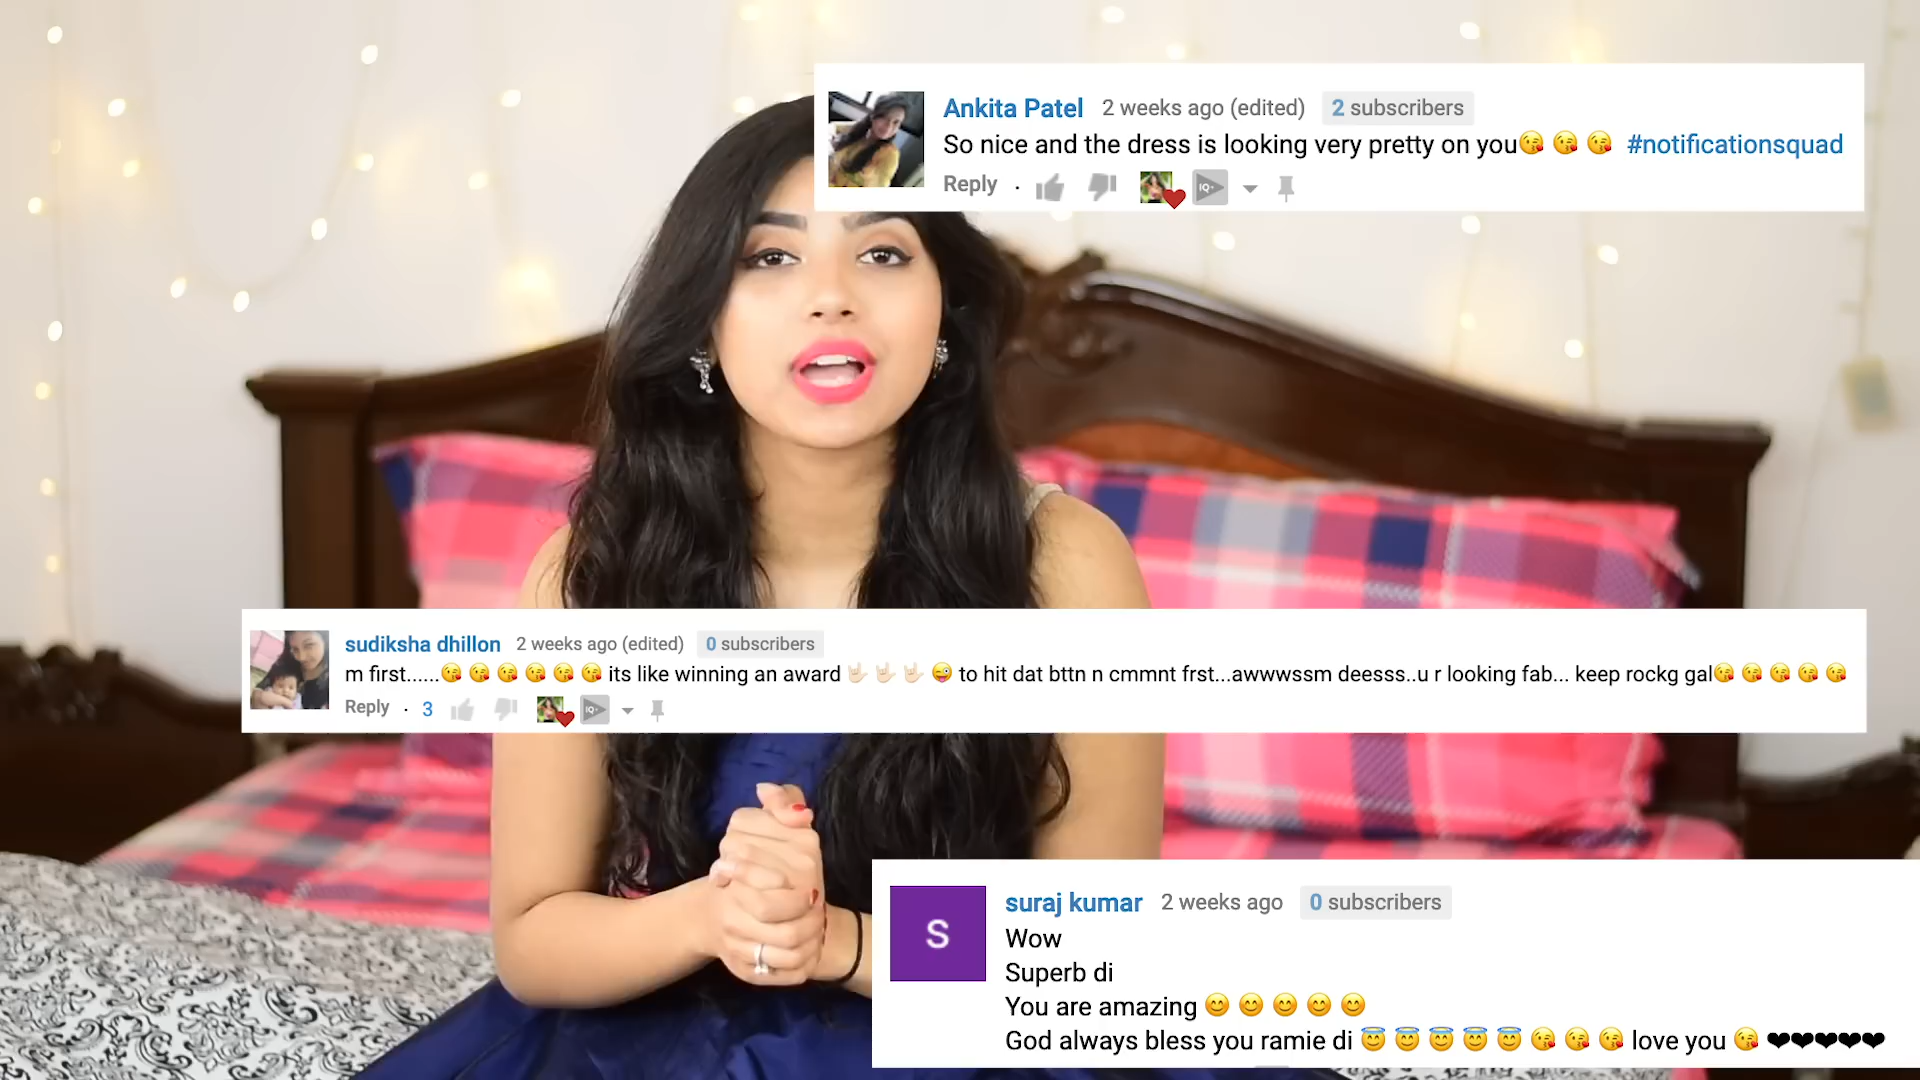 Ankita Patel 2 weeks ago (edited) 2 subscribers
So nice and the dress is looking very pretty on you😘 😘 😘 #notificationsquad
Reply ·
IQ
sudiksha dhillon 2 weeks ago (edited) 0 subscribers
m first......😘 😘 😘 😘 😘 😘 its like winning an award 🤟🏻 🤟🏻 🤟🏻 😜 to hit dat bttn n cmmnt frst...awwwssm deesss..u r looking fab... keep rockg gal😘 😘 😘 😘 😘
Reply · 3
IQ
S
suraj kumar 2 weeks ago 0 subscribers
Wow
Superb di
You are amazing 😊 😊 😊 😊 😊
God always bless you ramie di 😇 😇 😇 😇 😇 😘 😘 😘 love you 😘 ❤❤❤❤❤